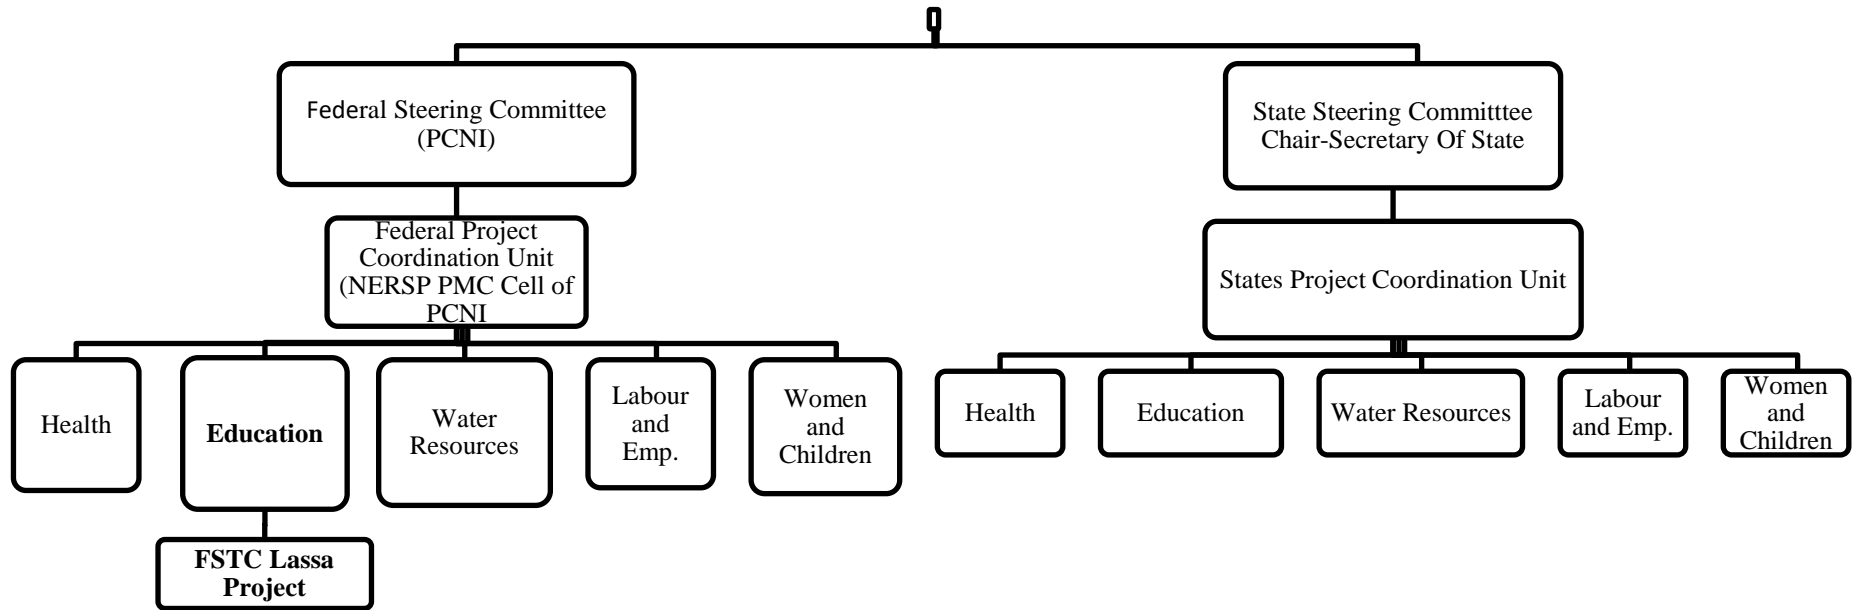 Federal Steering Committee
(PCNI)
State Steering Committtee
Chair-Secretary Of State
Federal Project
Coordination Unit
(NERSP PMC Cell of
PCNI
States Project Coordination Unit
Health
Education
Water
Resources
Labour
and
Emp.
Women
and
Children
Health
Education
Water Resources
Labour
and Emp.
Women
and
Children
FSTC Lassa
Project